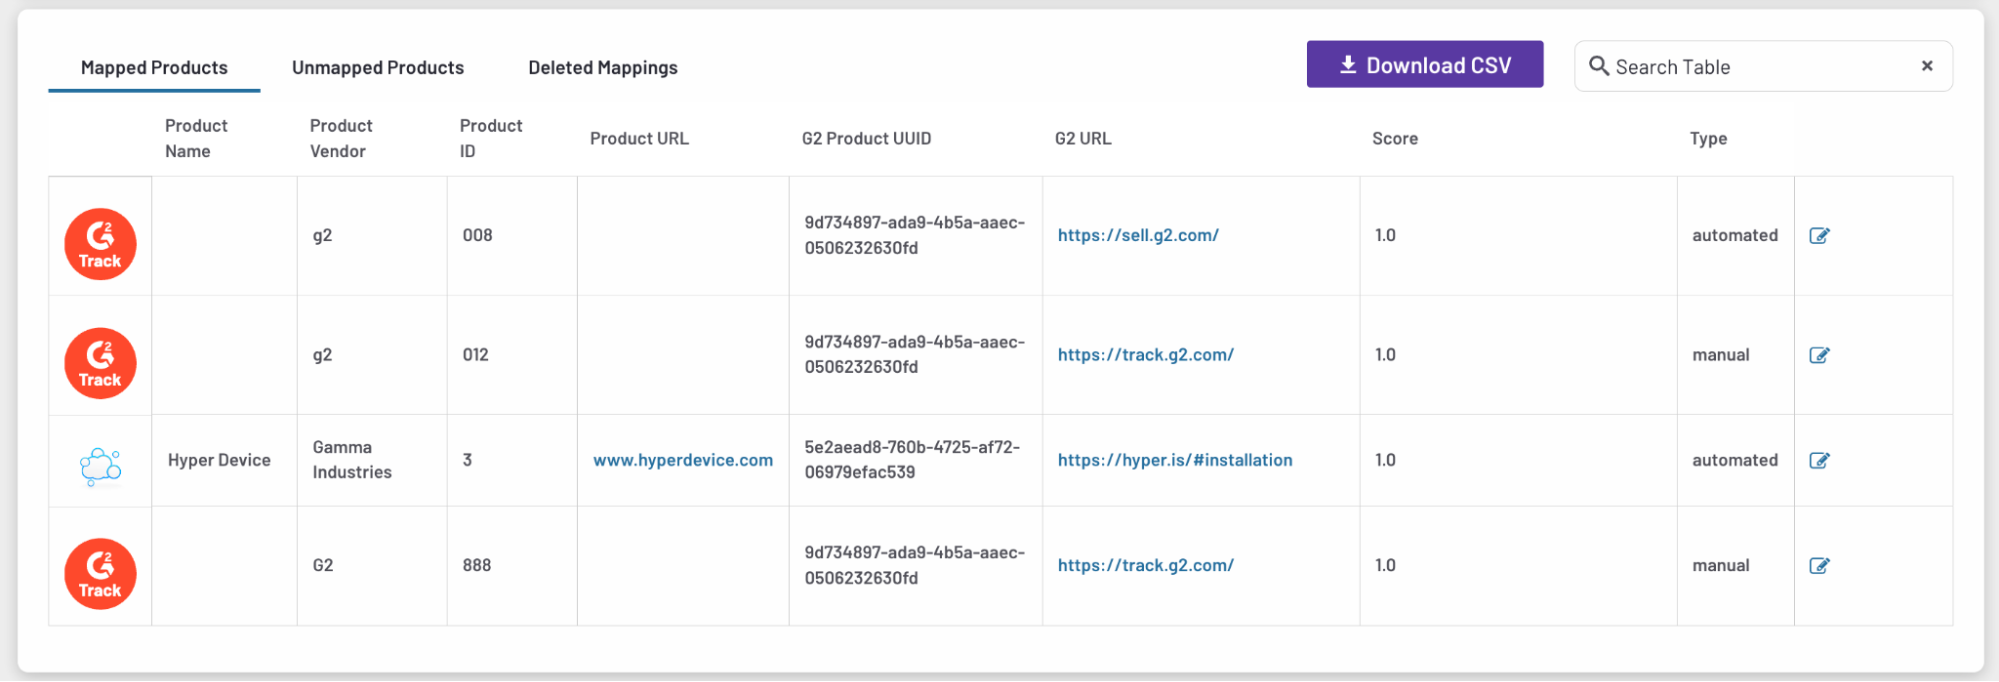 Mapped Products Unmapped Products Deleted Mappings Download CSV Search Table ×
Product Name Product Vendor Product ID Product URL G2 Product UUID G2 URL Score Type
G2 Track g2 008 9d734897-ada9-4b5a-aaec-0506232630fd https://sell.g2.com/ 1.0 automated
G2 Track g2 012 9d734897-ada9-4b5a-aaec-0506232630fd https://track.g2.com/ 1.0 manual
Hyper Device Gamma Industries 3 www.hyperdevice.com 5e2aead8-760b-4725-af72-06979efac539 https://hyper.is/#installation 1.0 automated
G2 Track G2 888 9d734897-ada9-4b5a-aaec-0506232630fd https://track.g2.com/ 1.0 manual